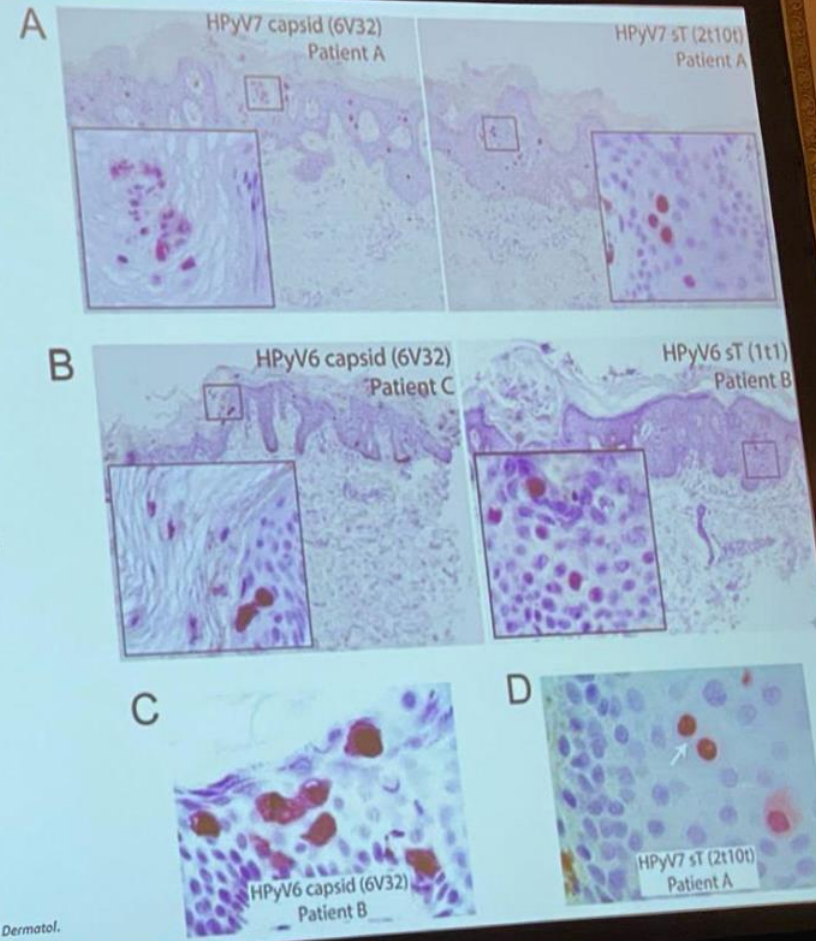 A
HPyV7 capsid (6V32)
Patient A
HPyV7 sT (2t10t)
Patient A
B
HPyV6 capsid (6V32)
Patient C
HPyV6 sT (1t1)
Patient B
C
HPyV6 capsid (6V32)
Patient B
D
HPyV7 sT (2t10t)
Patient A
Dermatol.